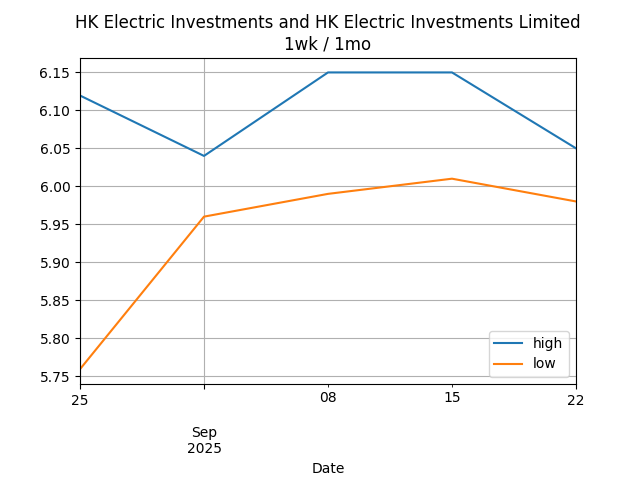 HK Electric Investments and HK Electric Investments Limited
1wk / 1mo
6.15
6.10
6.05
6.00
5.95
5.90
5.85
5.80
5.75
high
low
25
08
15
22
Sep
2025
Date